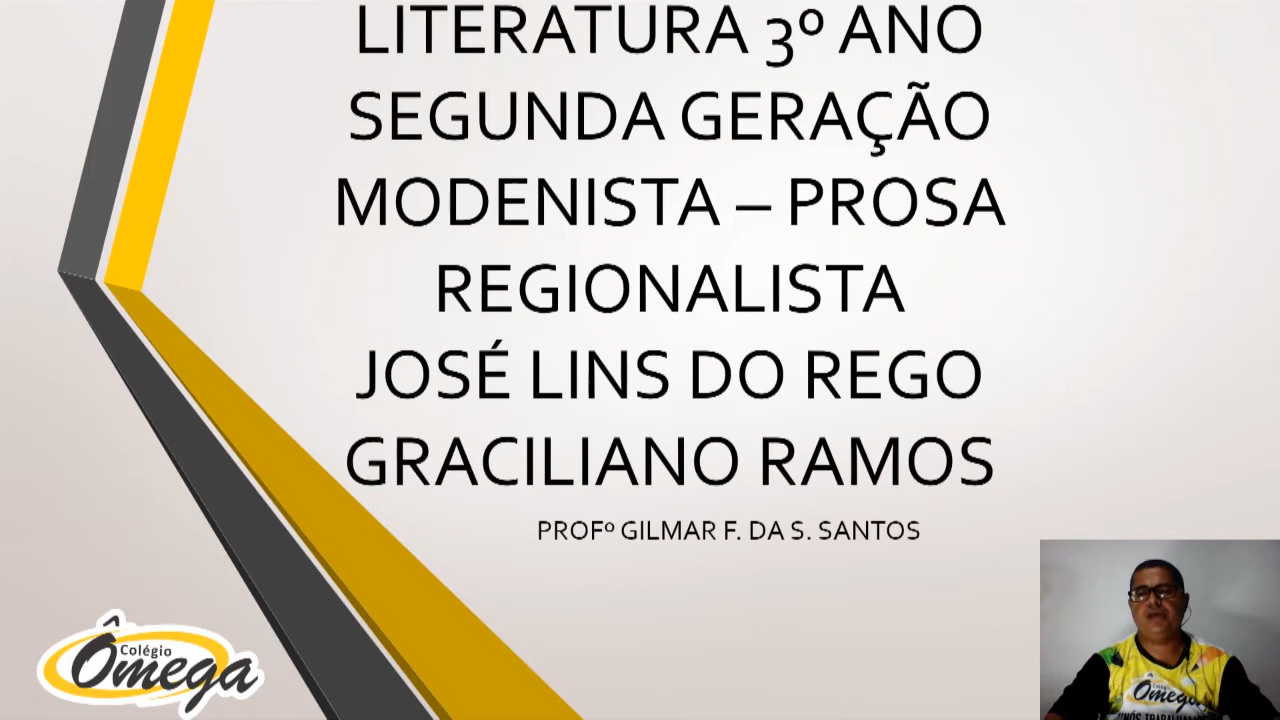 LITERATURA 3º ANO
SEGUNDA GERAÇÃO
MODENISTA – PROSA
REGIONALISTA
JOSÉ LINS DO REGO
GRACILIANO RAMOS
PROFº GILMAR F. DA S. SANTOS
Colégio
Ômega
Ômega